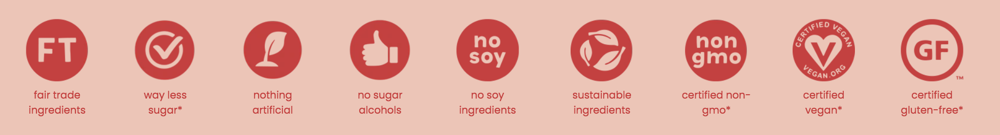 FT
fair trade
ingredients
way less
sugar*
nothing
artificial
no sugar
alcohols
no
soy
no soy
ingredients
sustainable
ingredients
non
gmo
certified non-
gmo*
CERTIFIED VEGAN
V
VEGAN.ORG
certified
vegan*
GF
TM
certified
gluten-free*